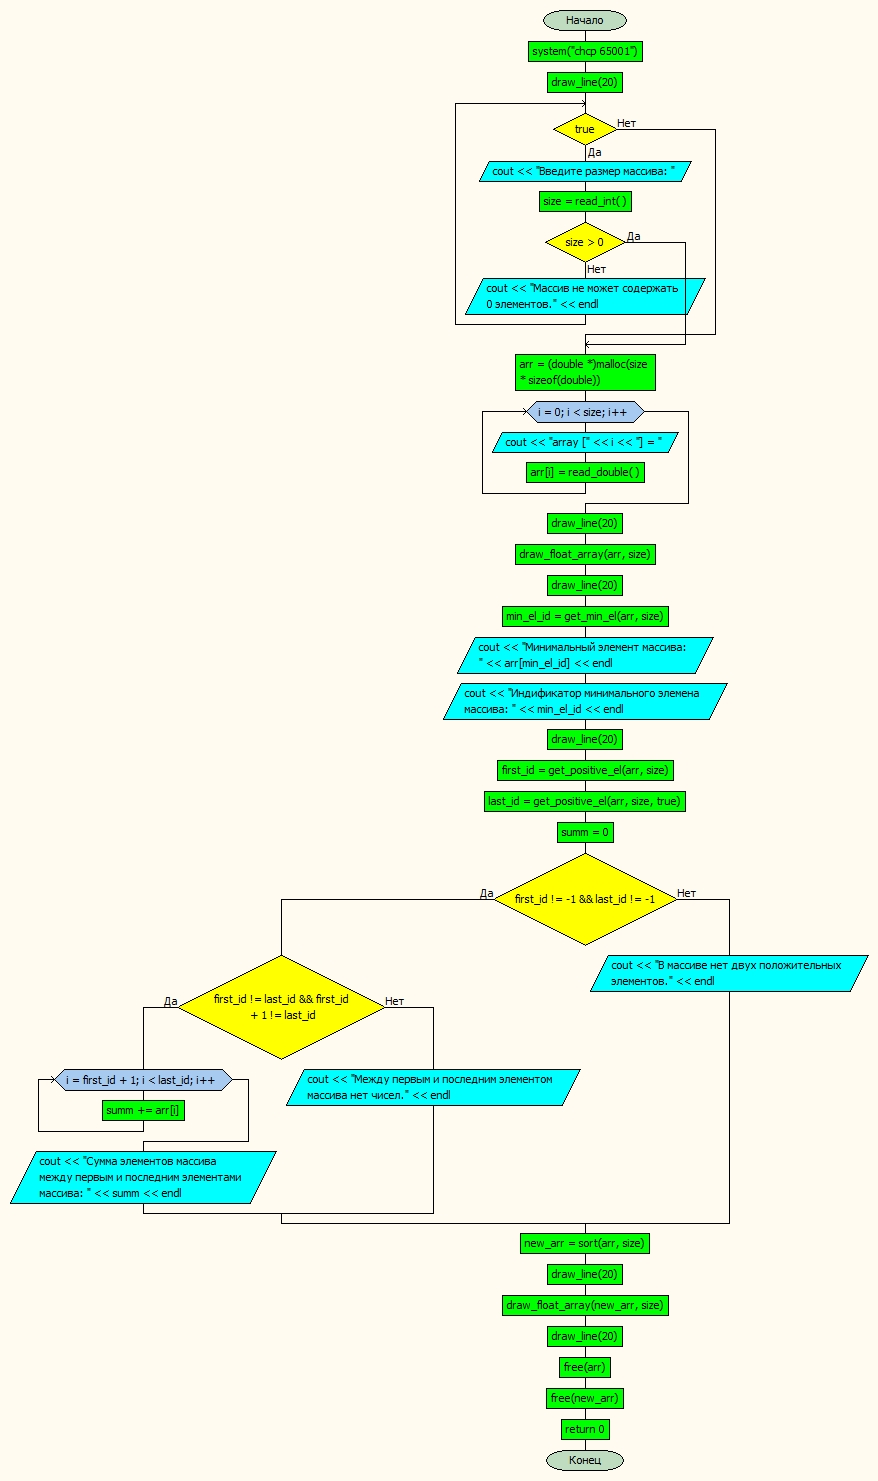 Начало
system("chcp 65001")
draw_line(20)
true
Нет
Да
cout << "Введите размер массива: "
size = read_int( )
size > 0
Да
Нет
cout << "Массив не может содержать
0 элементов." << endl
arr = (double *)malloc(size
* sizeof(double))
i = 0; i < size; i++
cout << "array [" << i << "] = "
arr[i] = read_double( )
draw_line(20)
draw_float_array(arr, size)
draw_line(20)
min_el_id = get_min_el(arr, size)
cout << "Минимальный элемент массива:
" << arr[min_el_id] << endl
cout << "Индификатор минимального элемена
массива: " << min_el_id << endl
draw_line(20)
first_id = get_positive_el(arr, size)
last_id = get_positive_el(arr, size, true)
summ = 0
Да
first_id != -1 && last_id != -1
Нет
cout << "В массиве нет двух положительных
элементов." << endl
Да
first_id != last_id && first_id
+ 1 != last_id
Нет
i = first_id + 1; i < last_id; i++
summ += arr[i]
cout << "Между первым и последним элементом
массива нет чисел." << endl
cout << "Сумма элементов массива
между первым и последним элементами
массива: " << summ << endl
new_arr = sort(arr, size)
draw_line(20)
draw_float_array(new_arr, size)
draw_line(20)
free(arr)
free(new_arr)
return 0
Конец